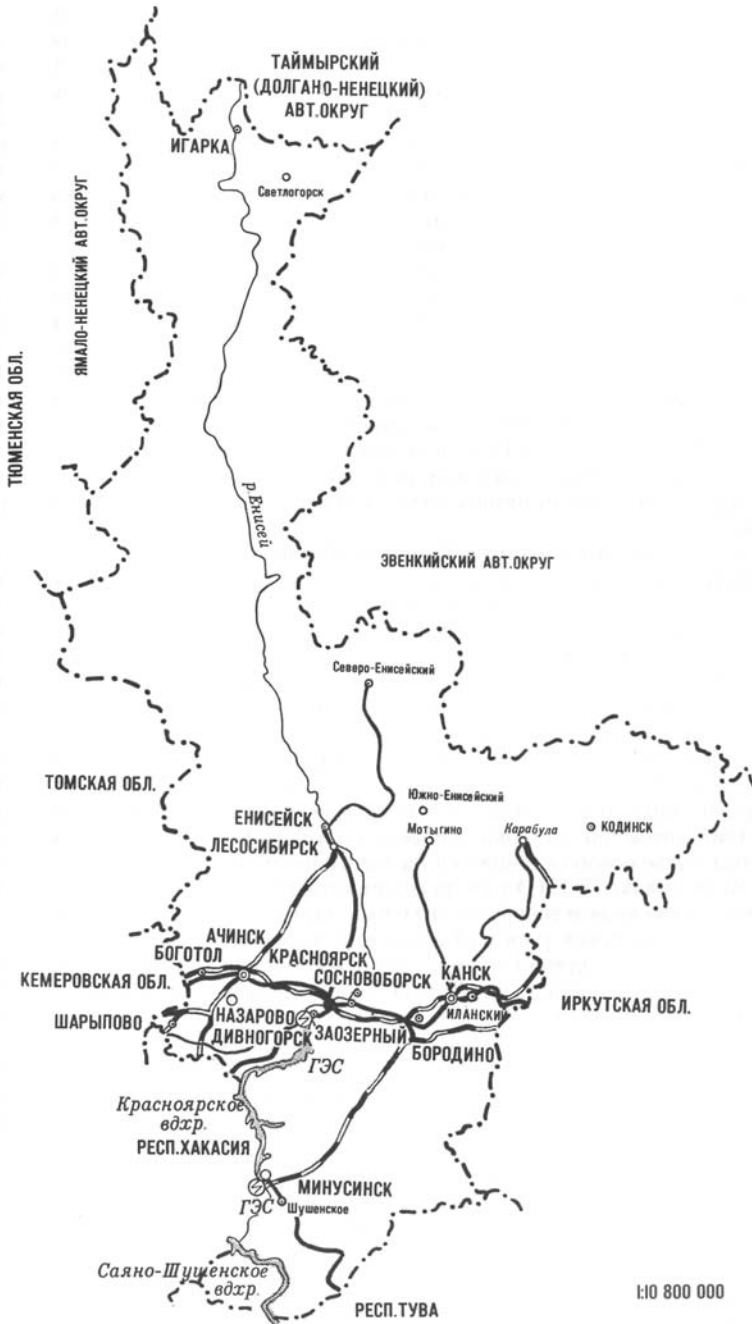 ТАЙМЫРСКИЙ
(ДОЛГАНО-НЕНЕЦКИЙ)
АВТ.ОКРУГ
ИГАРКА
Светлогорск
ЯМАЛО-НЕНЕЦКИЙ АВТ.ОКРУГ
ТЮМЕНСКАЯ ОБЛ.
р.Енисей
ЭВЕНКИЙСКИЙ АВТ.ОКРУГ
Северо-Енисейский
ТОМСКАЯ ОБЛ.
Южно-Енисейский
ЕНИСЕЙСК
Мотыгино
Карабула
КОДИНСК
ЛЕСОСИБИРСК
АЧИНСК
БОГОТОЛ
КРАСНОЯРСК
КЕМЕРОВСКАЯ ОБЛ.
СОСНОВОБОРСК
КАНСК
ИЛАНСКИЙ
ИРКУТСКАЯ ОБЛ.
ШАРЫПОВО
НАЗАРОВО
ЗАОЗЕРНЫЙ
ДИВНОГОРСК
БОРОДИНО
ГЭС
Красноярское
вдхр.
РЕСП.ХАКАСИЯ
МИНУСИНСК
ГЭС
Шушенское
Саяно-Шушенское
вдхр.
1:10 800 000
РЕСП.ТУВА